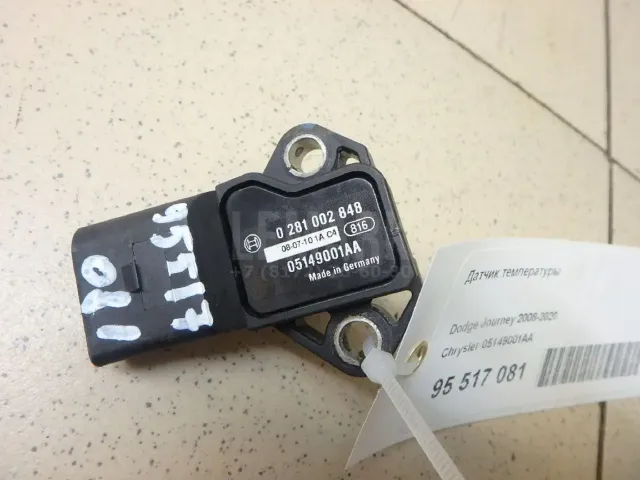 0 281 002 848
08-07-10 1A C4 816
05149001AA
Made in Germany
95517
081
Датчик температуры
Dodge Journey 2008-2020
Chrysler 05149001AA
95 517 081